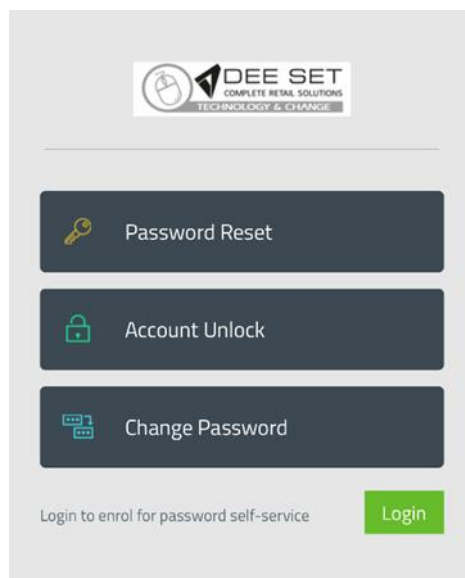 DEE SET
COMPLETE RETAIL SOLUTIONS
TECHNOLOGY & CHANGE
Password Reset
Account Unlock
Change Password
Login to enrol for password self-service
Login